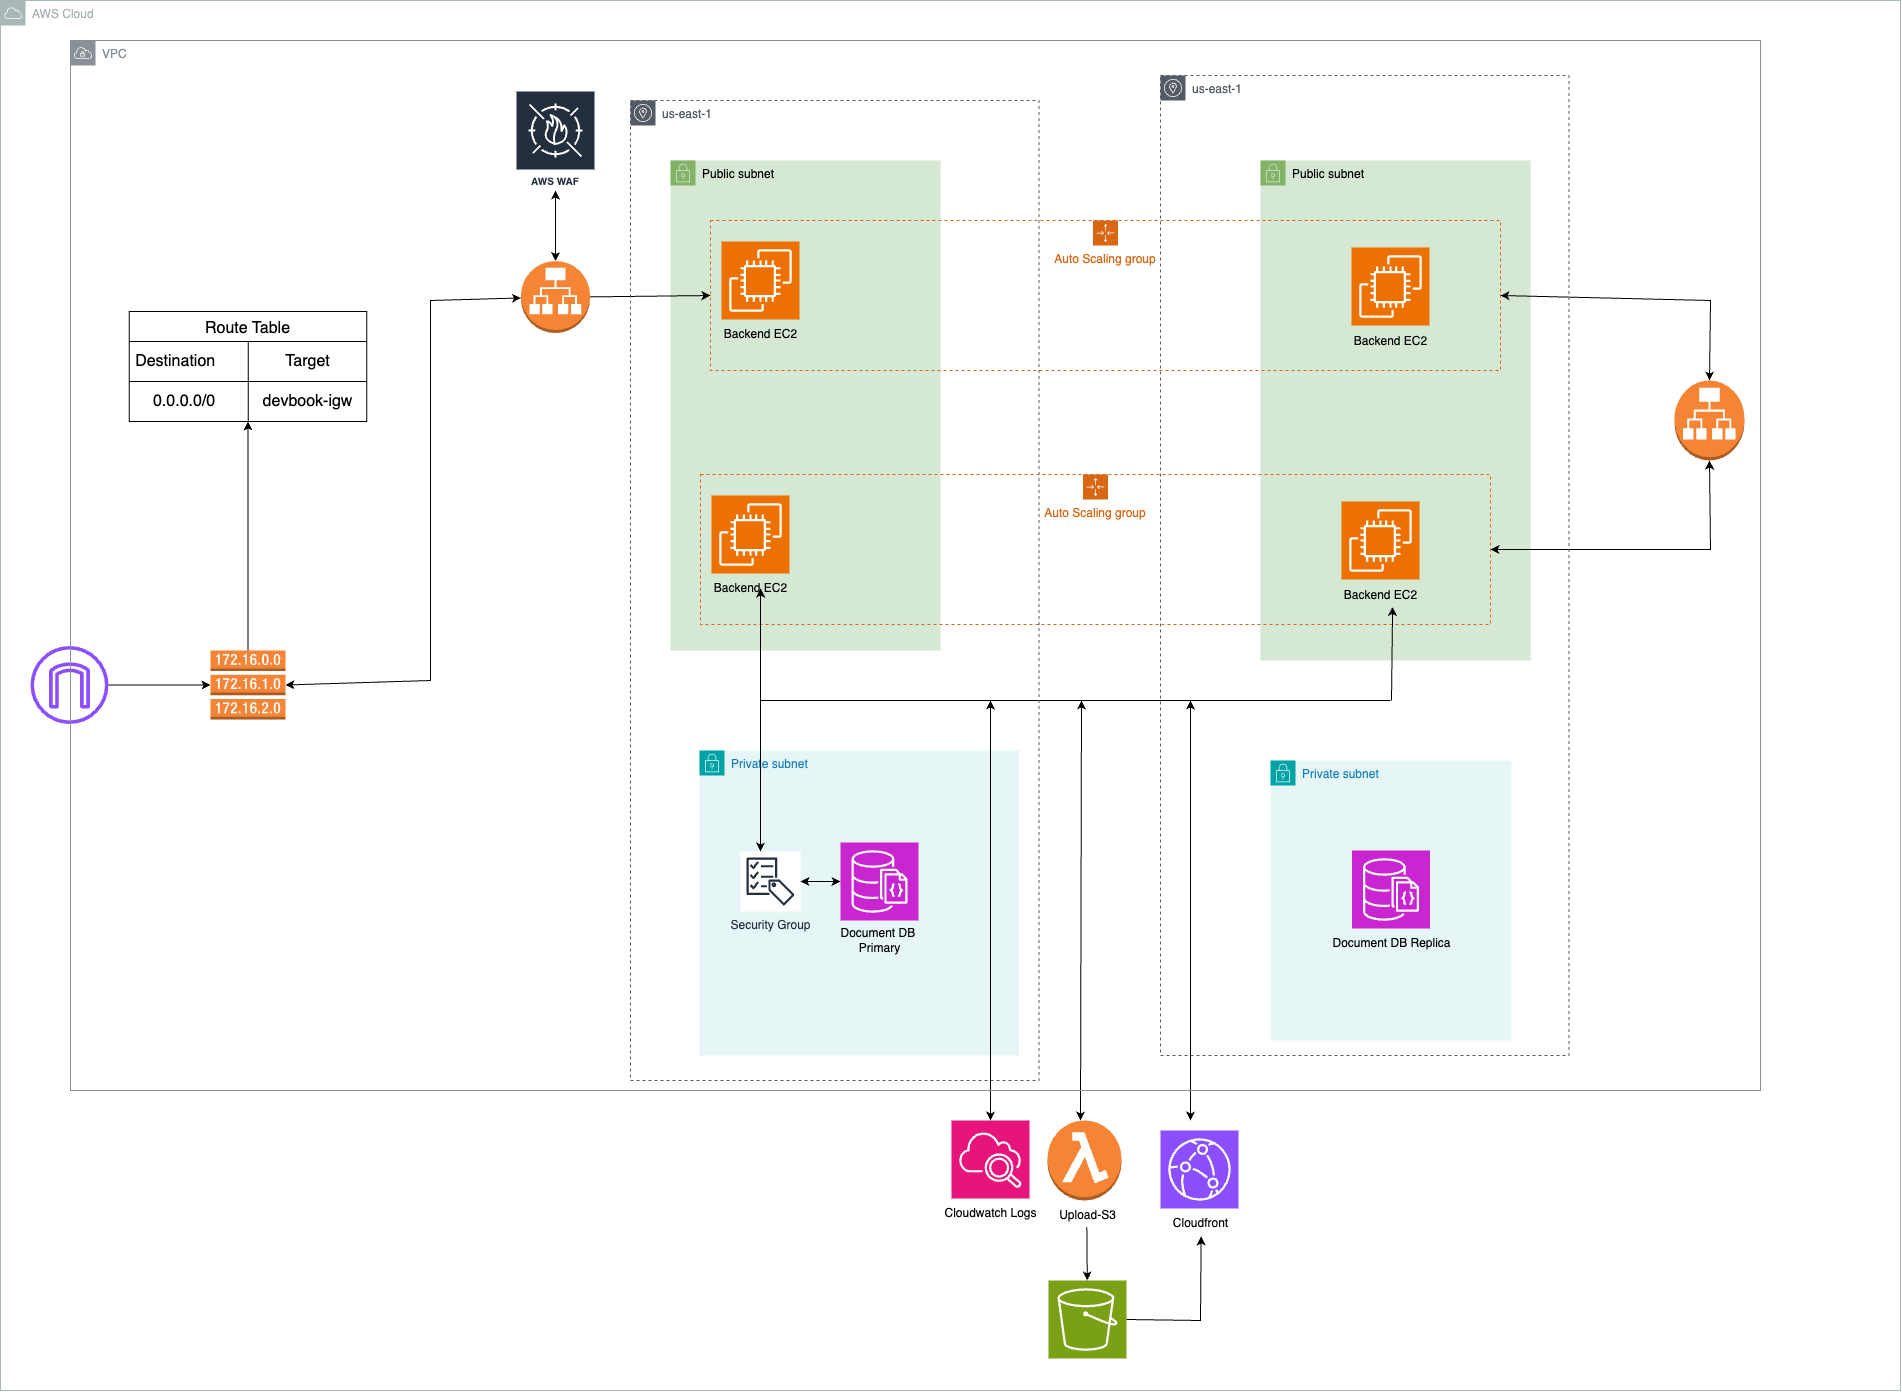 AWS Cloud
VPC
us-east-1
us-east-1
AWS WAF
Public subnet
Public subnet
Auto Scaling group
Backend EC2
Backend EC2
Route Table
Destination
Target
0.0.0.0/0
devbook-igw
Auto Scaling group
Backend EC2
Backend EC2
172.16.0.0
172.16.1.0
172.16.2.0
Private subnet
Private subnet
Security Group
Document DB
Primary
Document DB Replica
Cloudwatch Logs
Upload-S3
Cloudfront